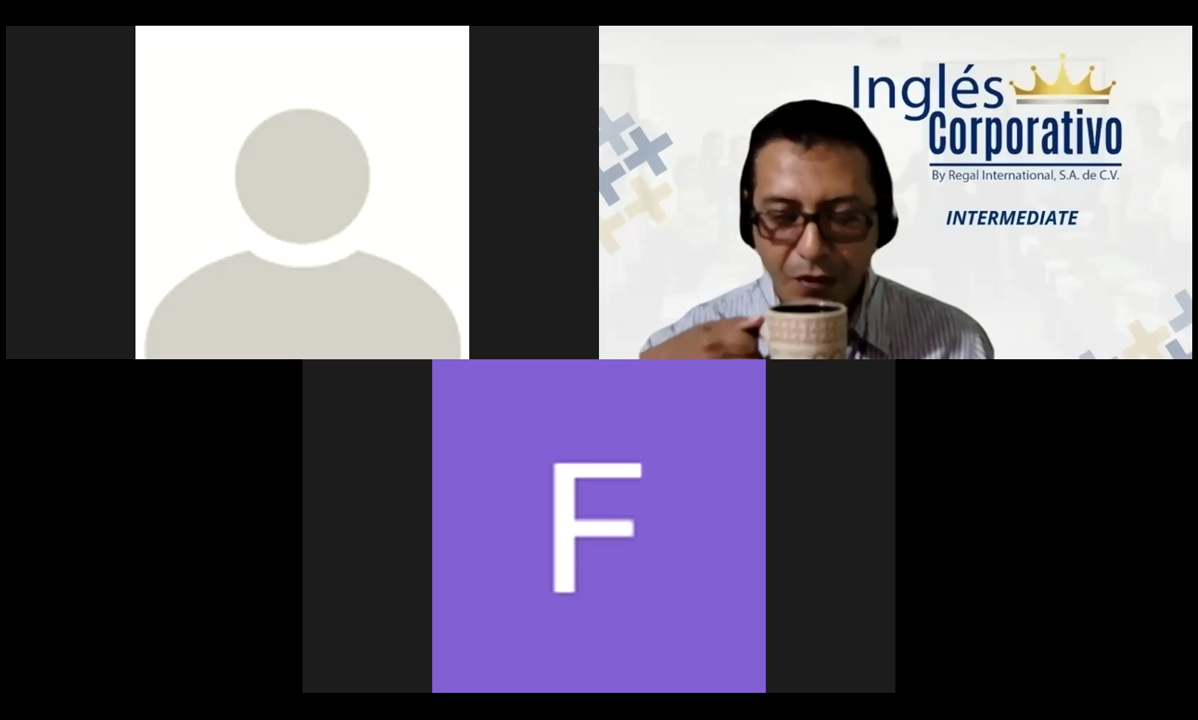 Inglés
Corporativo
By Regal International, S.A. de C.V.
INTERMEDIATE
F